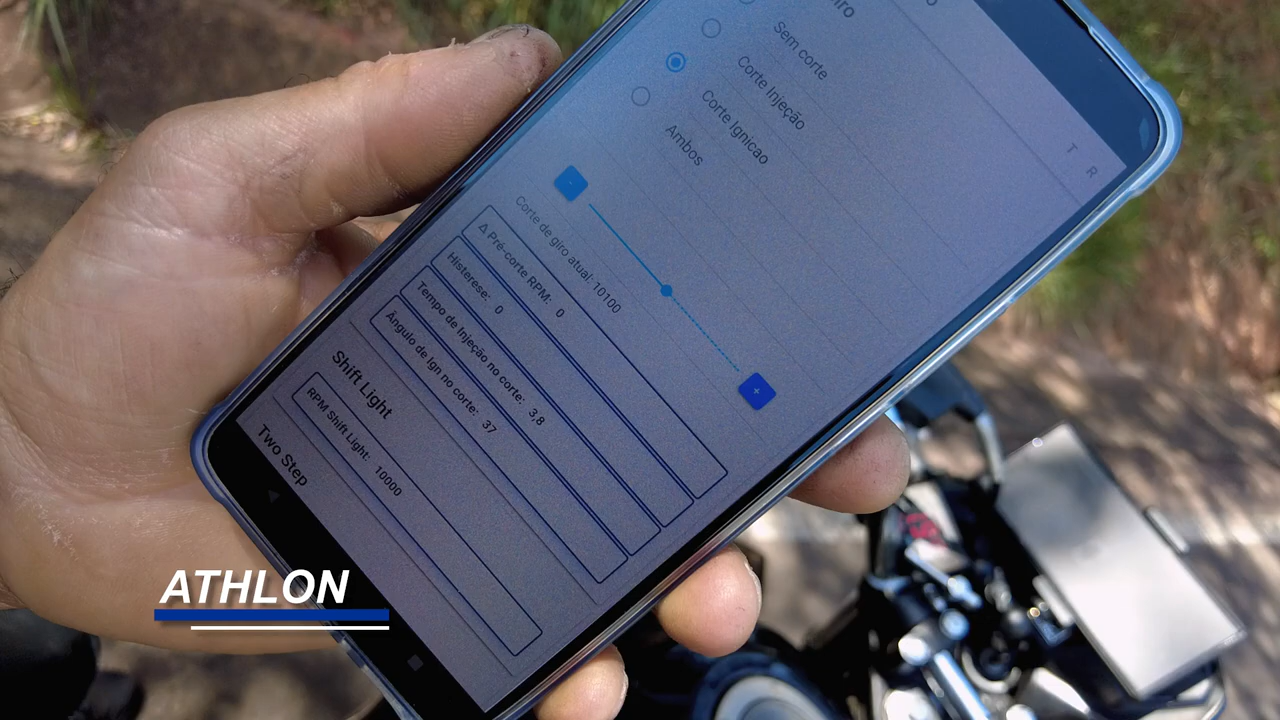 Sem corte
Corte Injeção
Corte Ignicao
Ambos
-
Corte de giro atual: 10100
+
Δ Pré-corte RPM: 0
Histerese: 0
Tempo de Injeção no corte: 3,8
Ângulo de Ign no corte: 37
Shift Light
RPM Shift Light: 10000
Two Step
T
R
ATHLON